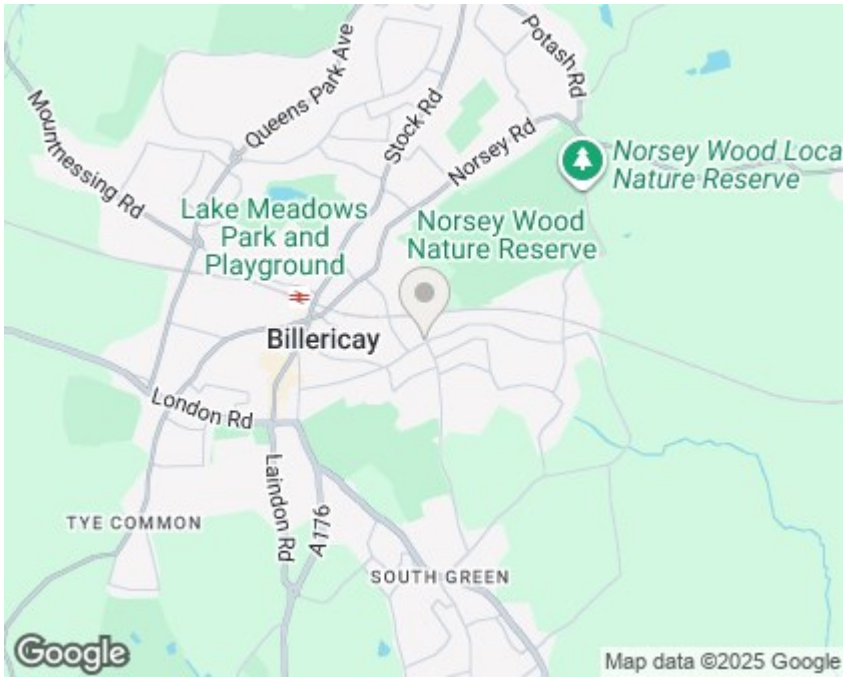 Queens Park Ave
Potash Rd
Stock Rd
Mountnessing Rd
Norsey Rd
Norsey Wood Loca
Nature Reserve
Lake Meadows
Park and
Playground
Norsey Wood
Nature Reserve
Billericay
London Rd
Laindon Rd
A176
TYE COMMON
SOUTH GREEN
Google
Map data ©2025 Google